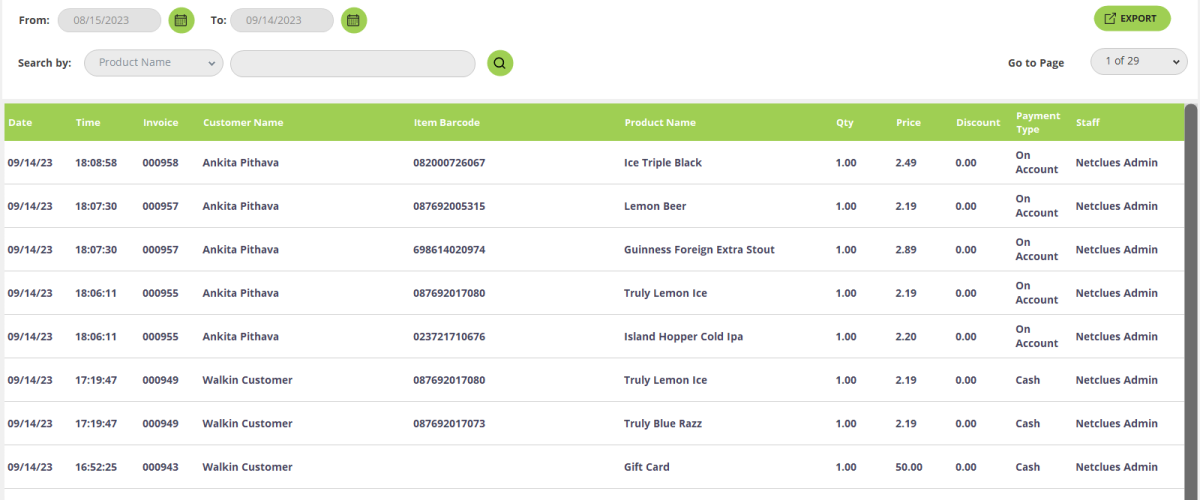 From: 08/15/2023 To: 09/14/2023 EXPORT
Search by: Product Name Go to Page 1 of 29
Date Time Invoice Customer Name Item Barcode Product Name Qty Price Discount Payment Type Staff
09/14/23 18:08:58 000958 Ankita Pithava 082000726067 Ice Triple Black 1.00 2.49 0.00 On Account Netclues Admin
09/14/23 18:07:30 000957 Ankita Pithava 087692005315 Lemon Beer 1.00 2.19 0.00 On Account Netclues Admin
09/14/23 18:07:30 000957 Ankita Pithava 698614020974 Guinness Foreign Extra Stout 1.00 2.89 0.00 On Account Netclues Admin
09/14/23 18:06:11 000955 Ankita Pithava 087692017080 Truly Lemon Ice 1.00 2.19 0.00 On Account Netclues Admin
09/14/23 18:06:11 000955 Ankita Pithava 023721710676 Island Hopper Cold Ipa 1.00 2.20 0.00 On Account Netclues Admin
09/14/23 17:19:47 000949 Walkin Customer 087692017080 Truly Lemon Ice 1.00 2.19 0.00 Cash Netclues Admin
09/14/23 17:19:47 000949 Walkin Customer 087692017073 Truly Blue Razz 1.00 2.19 0.00 Cash Netclues Admin
09/14/23 16:52:25 000943 Walkin Customer Gift Card 1.00 50.00 0.00 Cash Netclues Admin